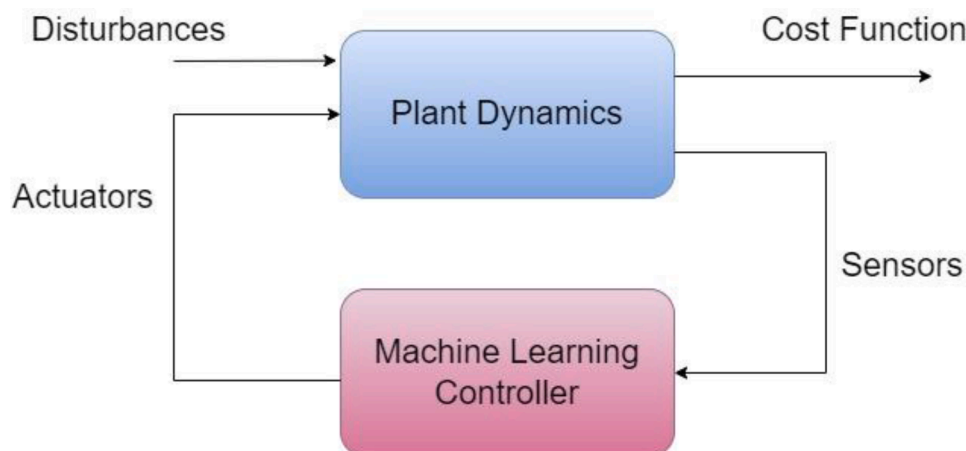 Disturbances
Cost Function
Plant Dynamics
Actuators
Sensors
Machine Learning
Controller